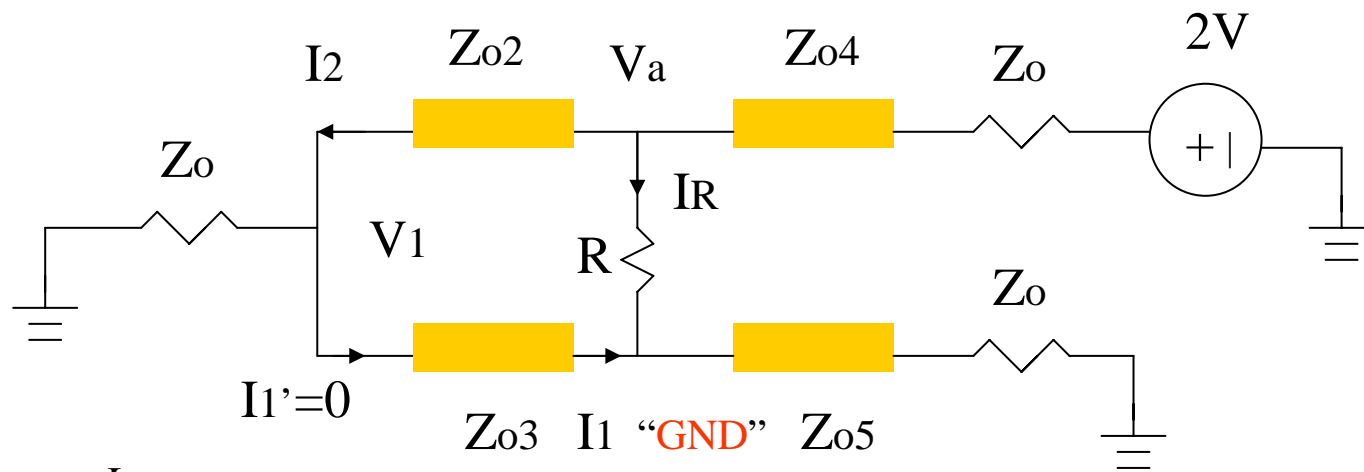 2V
I2 Zo2 Va Zo4 Zo
Zo IR + |
V1 R
Zo
I1'=0
Zo3 I1 “GND” Zo5